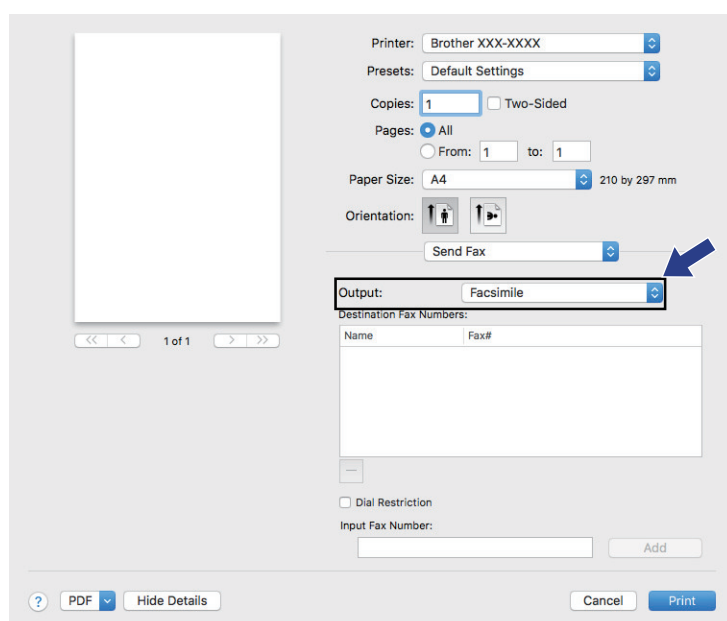 Printer: Brother XXX-XXXX
Presets: Default Settings
Copies: 1 Two-Sided
Pages: All
From: 1 to: 1
Paper Size: A4 210 by 297 mm
Orientation:
Send Fax
Output: Facsimile
Destination Fax Numbers:
Name Fax#
<< < 1 of 1 > >>
Dial Restriction
Input Fax Number:
Add
? PDF Hide Details Cancel Print